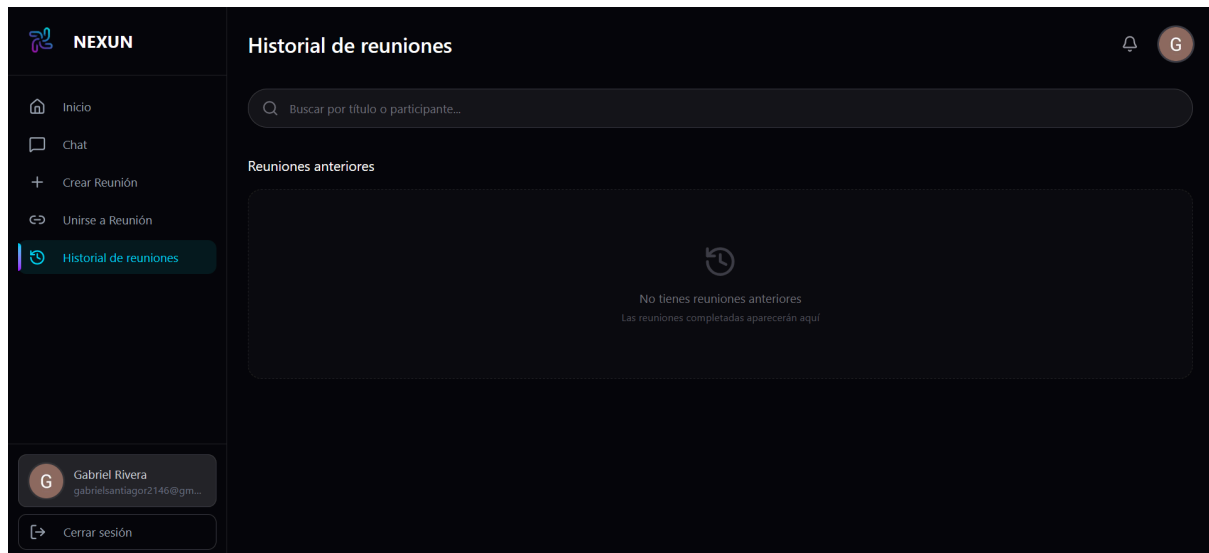 NEXUN
Inicio
Chat
Crear Reunión
Unirse a Reunión
Historial de reuniones
G
Gabriel Rivera
gabrielsantiagor2146@gm...
Cerrar sesión
Historial de reuniones
G
Buscar por título o participante...
Reuniones anteriores
No tienes reuniones anteriores
Las reuniones completadas aparecerán aquí